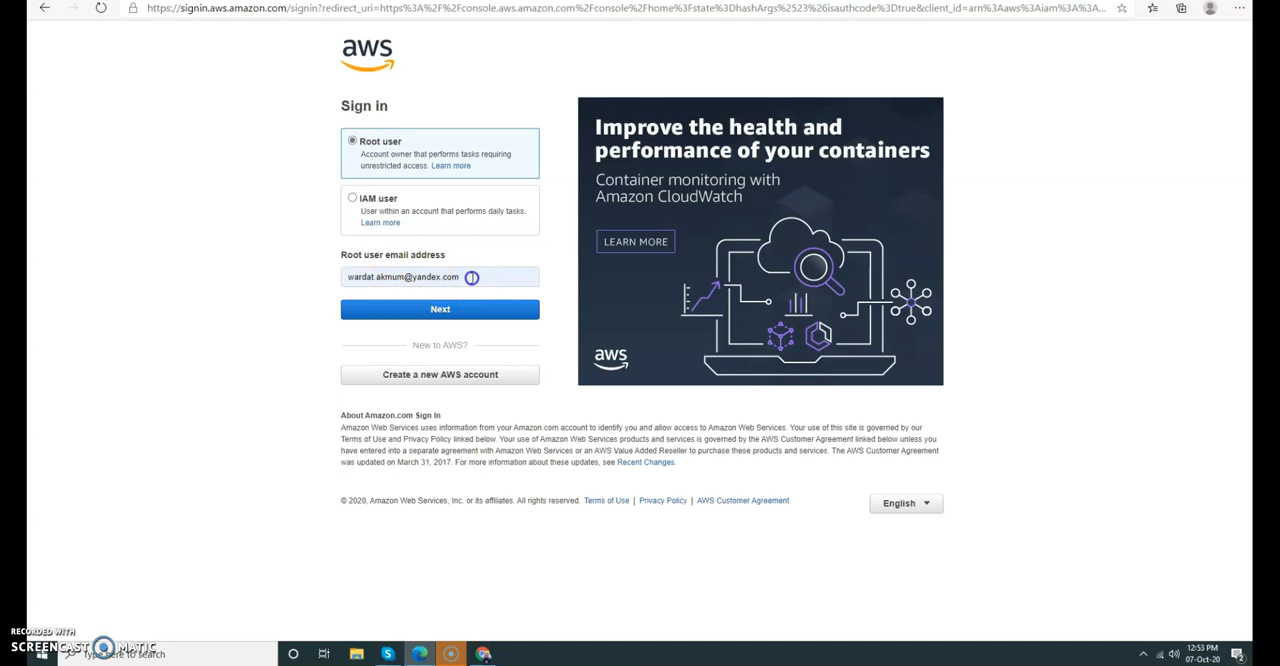 https://signin.aws.amazon.com/signin?redirect_uri=https%3A%2F%2Fconsole.aws.amazon.com%2Fconsole%2Fhome%3Fstate%3DhashArgs%2523%26isauthcode%3Dtrue&client_id=arn%3Aaws%3Aiam%3A%3A...
aws
Sign in
Root user
Account owner that performs tasks requiring
unrestricted access. Learn more
IAM user
User within an account that performs daily tasks.
Learn more
Root user email address
wardat.akmum@yandex.com
Next
New to AWS?
Create a new AWS account
Improve the health and
performance of your containers
Container monitoring with
Amazon CloudWatch
LEARN MORE
aws
About Amazon.com Sign In
Amazon Web Services uses information from your Amazon.com account to identify you and allow access to Amazon Web Services. Your use of this site is governed by our
Terms of Use and Privacy Policy linked below. Your use of Amazon Web Services products and services is governed by the AWS Customer Agreement linked below unless you
have entered into a separate agreement with Amazon Web Services or an AWS Value Added Reseller to purchase these products and services. The AWS Customer Agreement
was updated on March 31, 2017. For more information about these updates, see Recent Changes.
© 2020, Amazon Web Services, Inc. or its affiliates. All rights reserved. Terms of Use | Privacy Policy | AWS Customer Agreement
English
RECORDED WITH
SCREENCAST MATIC
Type here to search
12:53 PM
07-Oct-20
2